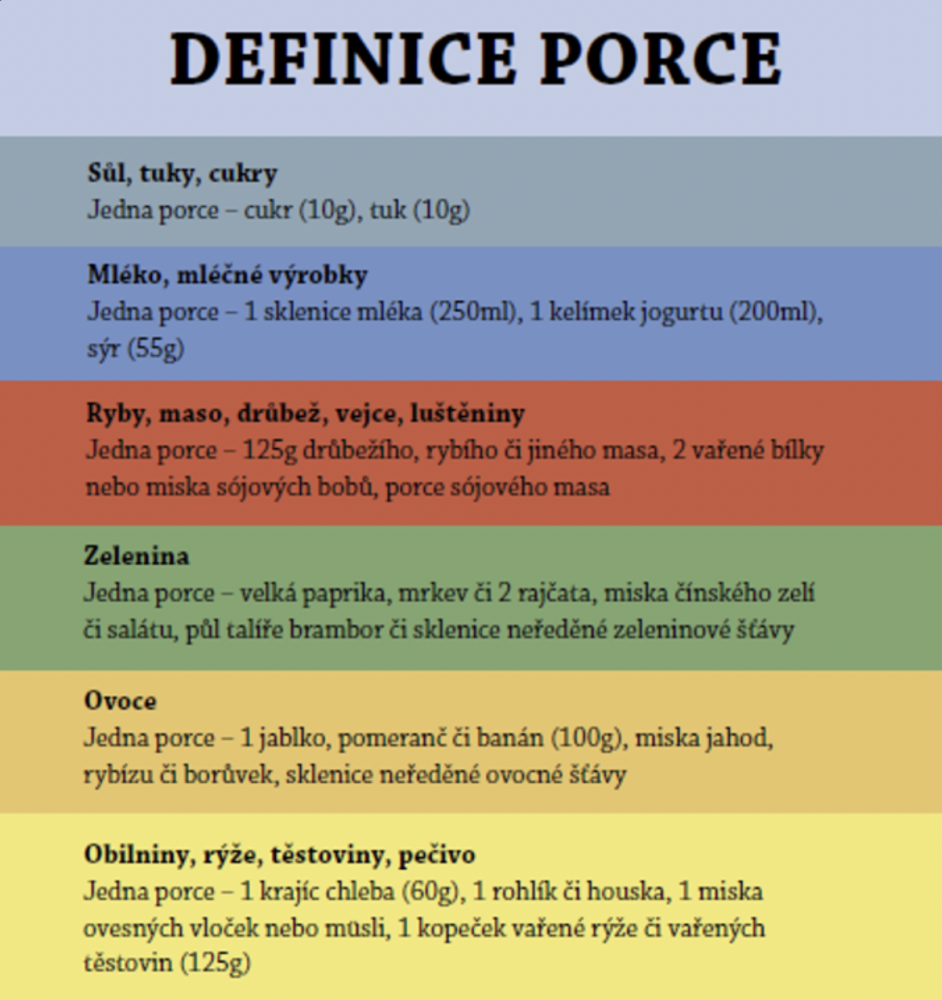 DEFINICE PORCE
Sůl, tuky, cukry
Jedna porce – cukr (10g), tuk (10g)
Mléko, mléčné výrobky
Jedna porce – 1 sklenice mléka (250ml), 1 kelímek jogurtu (200ml),
sýr (55g)
Ryby, maso, drůbež, vejce, luštěniny
Jedna porce – 125g drůbežího, rybího či jiného masa, 2 vařené bílky
nebo miska sójových bobů, porce sójového masa
Zelenina
Jedna porce – velká paprika, mrkev či 2 rajčata, miska čínského zelí
či salátu, půl talíře brambor či sklenice neředěné zeleninové šťávy
Ovoce
Jedna porce – 1 jablko, pomeranč či banán (100g), miska jahod,
rybízu či borůvek, sklenice neředěné ovocné šťávy
Obilniny, rýže, těstoviny, pečivo
Jedna porce – 1 krajíc chleba (60g), 1 rohlík či houska, 1 miska
ovesných vloček nebo müsli, 1 kopeček vařené rýže či vařených
těstovin (125g)